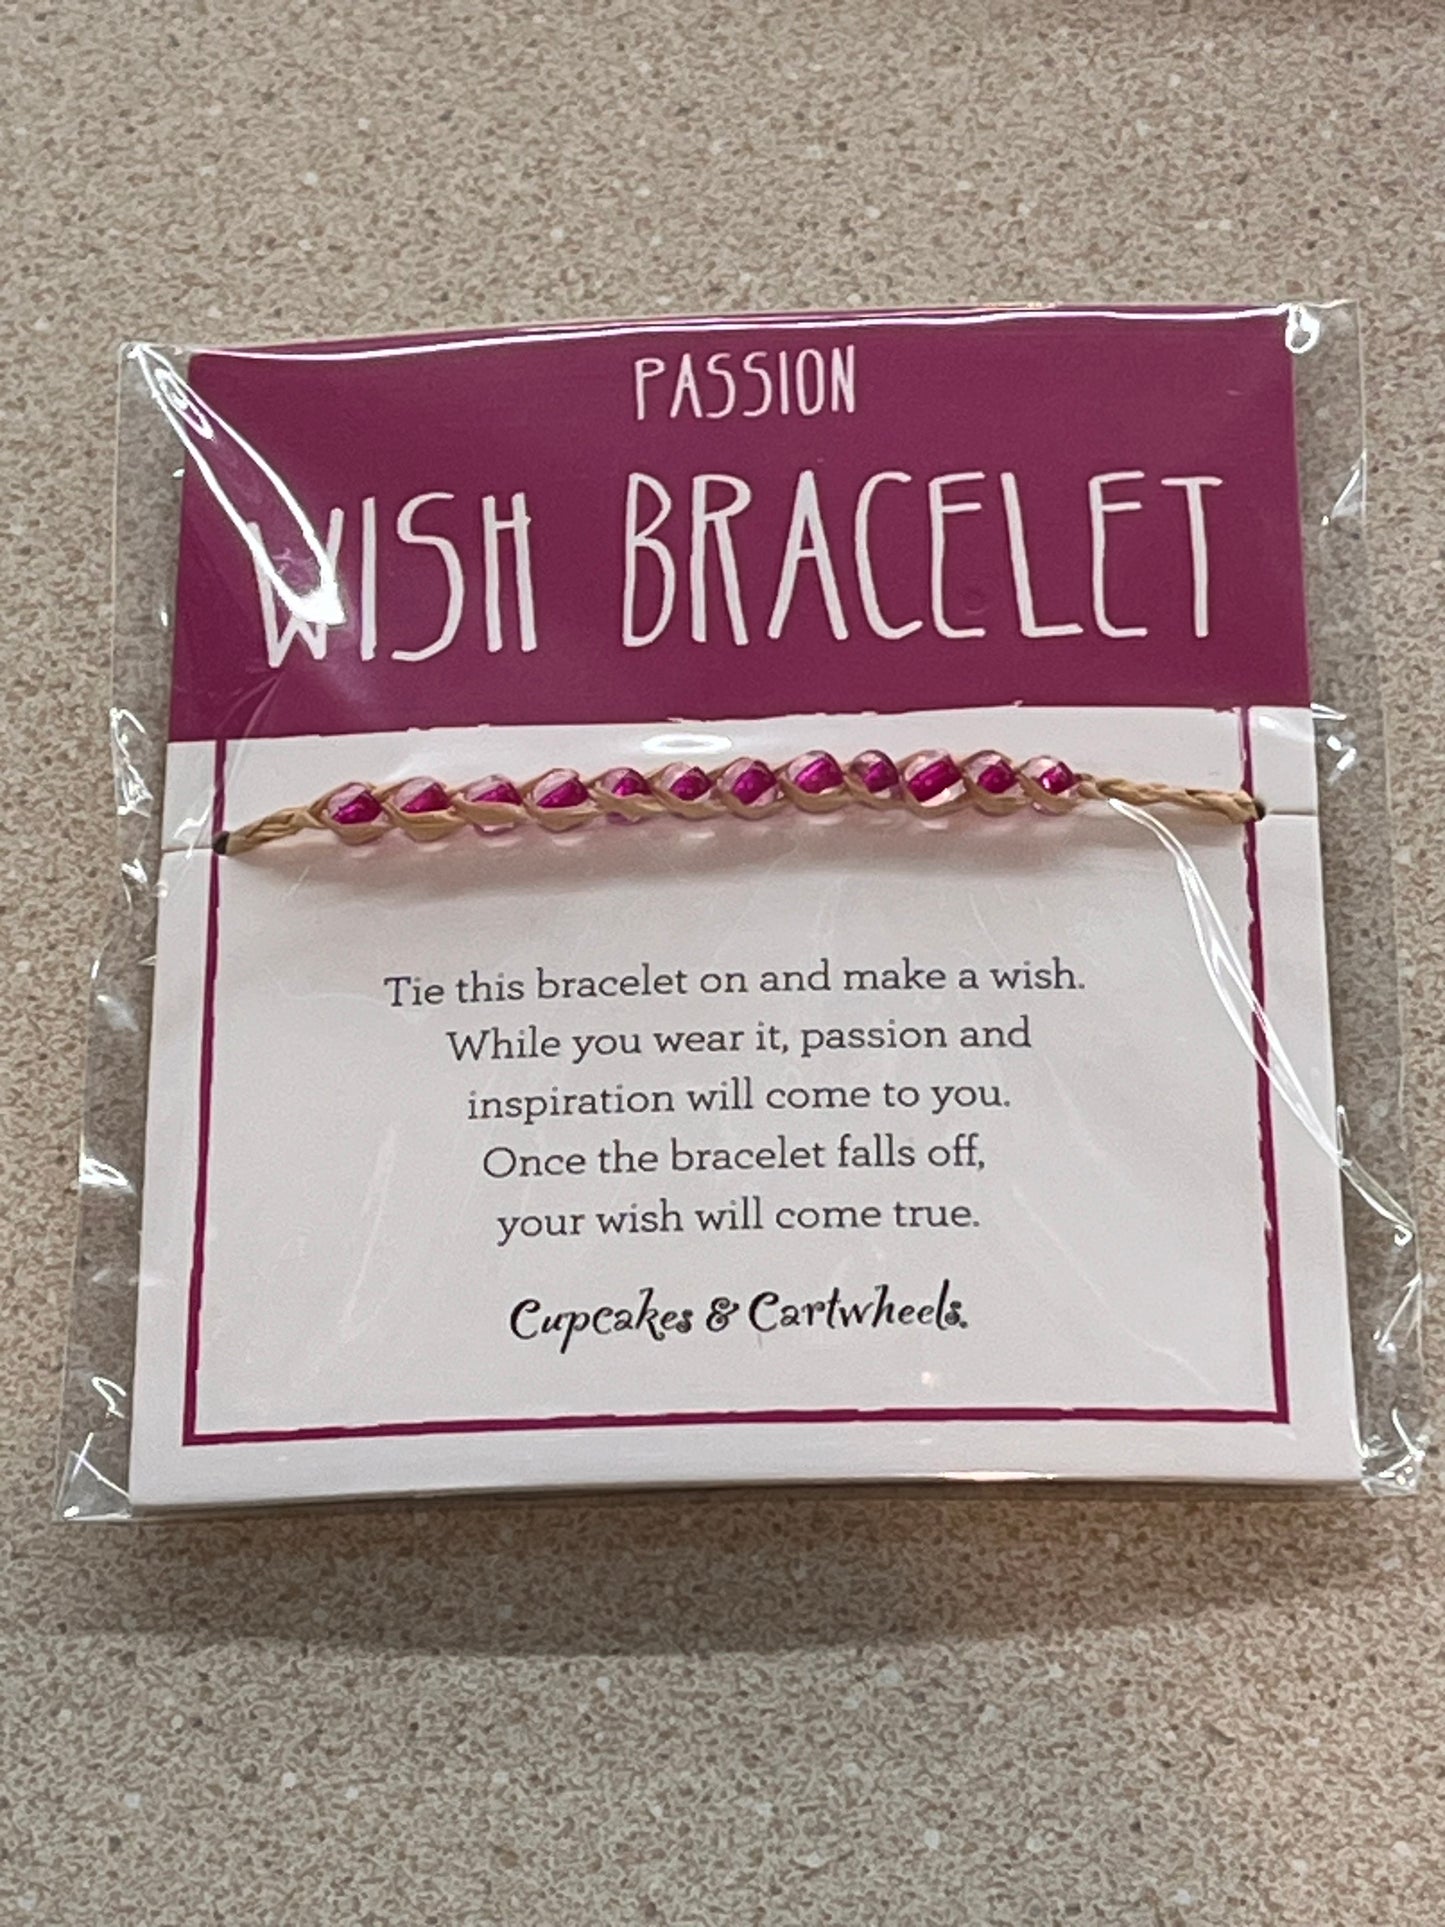 PASSION
WISH BRACELET
Tie this bracelet on and make a wish.
While you wear it, passion and
inspiration will come to you.
Once the bracelet falls off,
your wish will come true.
Cupcakes & Cartwheels.